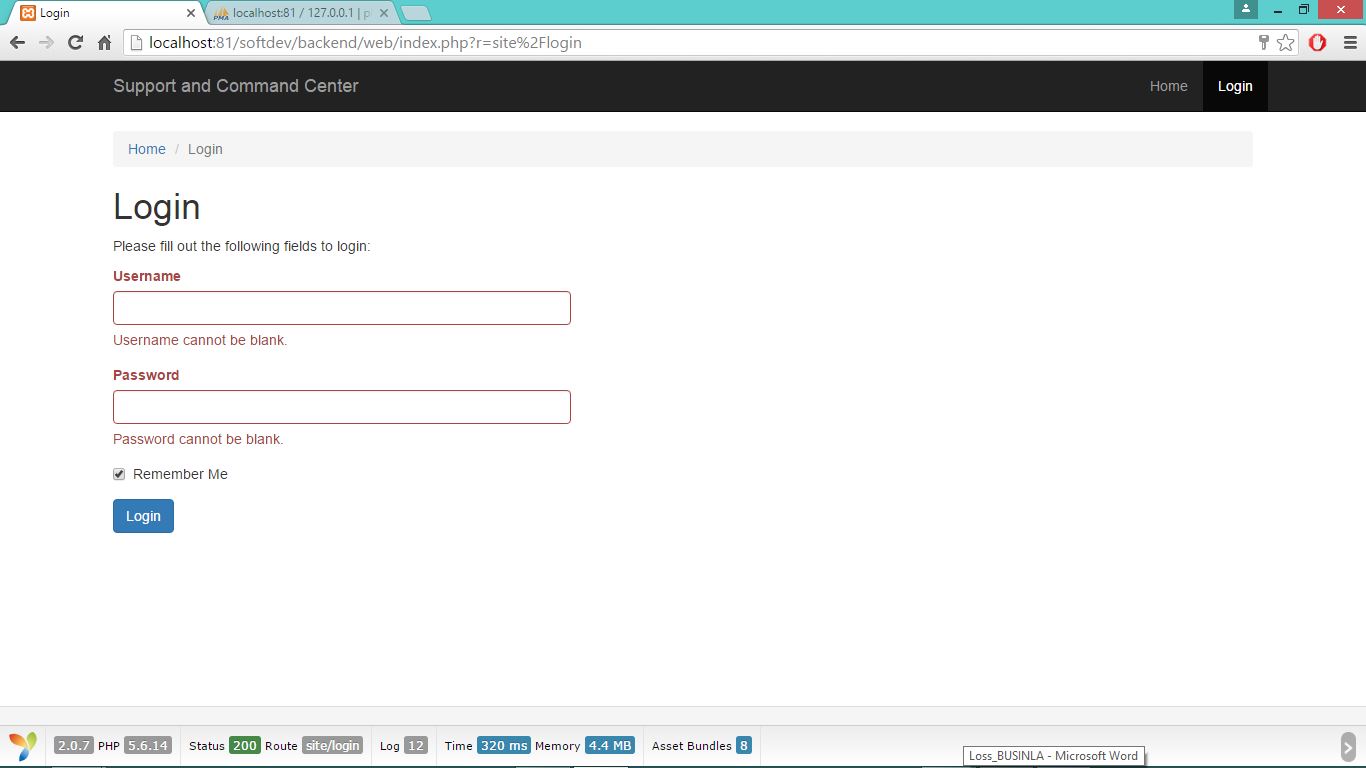 Login
localhost:81 / 127.0.0.1 | p
localhost:81/softdev/backend/web/index.php?r=site%2Flogin
Support and Command Center
Home
Login
Home / Login
Login
Please fill out the following fields to login:
Username
Username cannot be blank.
Password
Password cannot be blank.
Remember Me
Login
2.0.7 PHP 5.6.14 Status 200 Route site/login Log 12 Time 320 ms Memory 4.4 MB Asset Bundles 8
Loss_BUSINLA - Microsoft Word